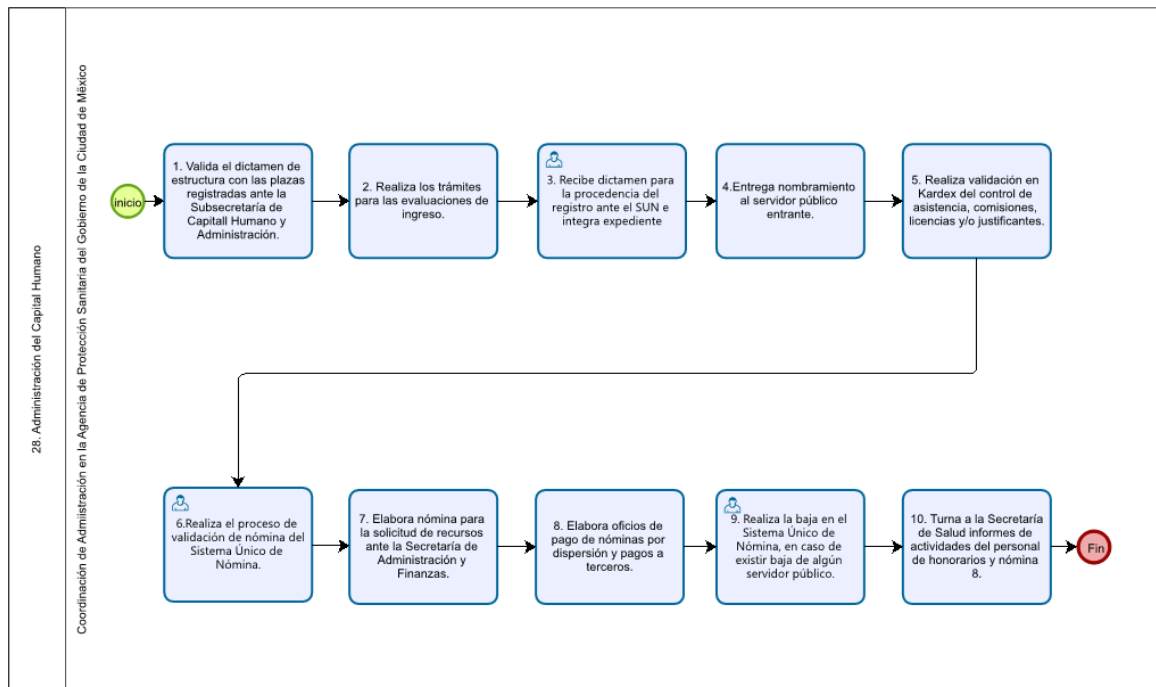 28. Administración del Capital Humano
Coordinación de Admiistración en la Agencia de Protección Sanitaria del Gobierno de la Ciudad de Mëxico
inicio
1. Valida el dictamen de
estructura con las plazas
registradas ante la
Subsecretaría de
Capitall Humano y
Administración.
2. Realiza los trámites
para las evaluaciones de
ingreso.
3. Recibe dictamen para
la procedencia del
registro ante el SUN e
integra expediente
4.Entrega nombramiento
al servidor público
entrante.
5. Realiza validación en
Kardex del control de
asistencia, comisiones,
licencias y/o justificantes.
6.Realiza el proceso de
validación de nómina del
Sistema Único de
Nómina.
7. Elabora nómina para
la solicitud de recursos
ante la Secretaría de
Administración y
Finanzas.
8. Elabora oficios de
pago de nóminas por
dispersión y pagos a
terceros.
9. Realiza la baja en el
Sistema Único de
Nómina, en caso de
existir baja de algún
servidor público.
10. Turna a la Secretaría
de Salud informes de
actividades del personal
de honorarios y nómina
8.
Fin